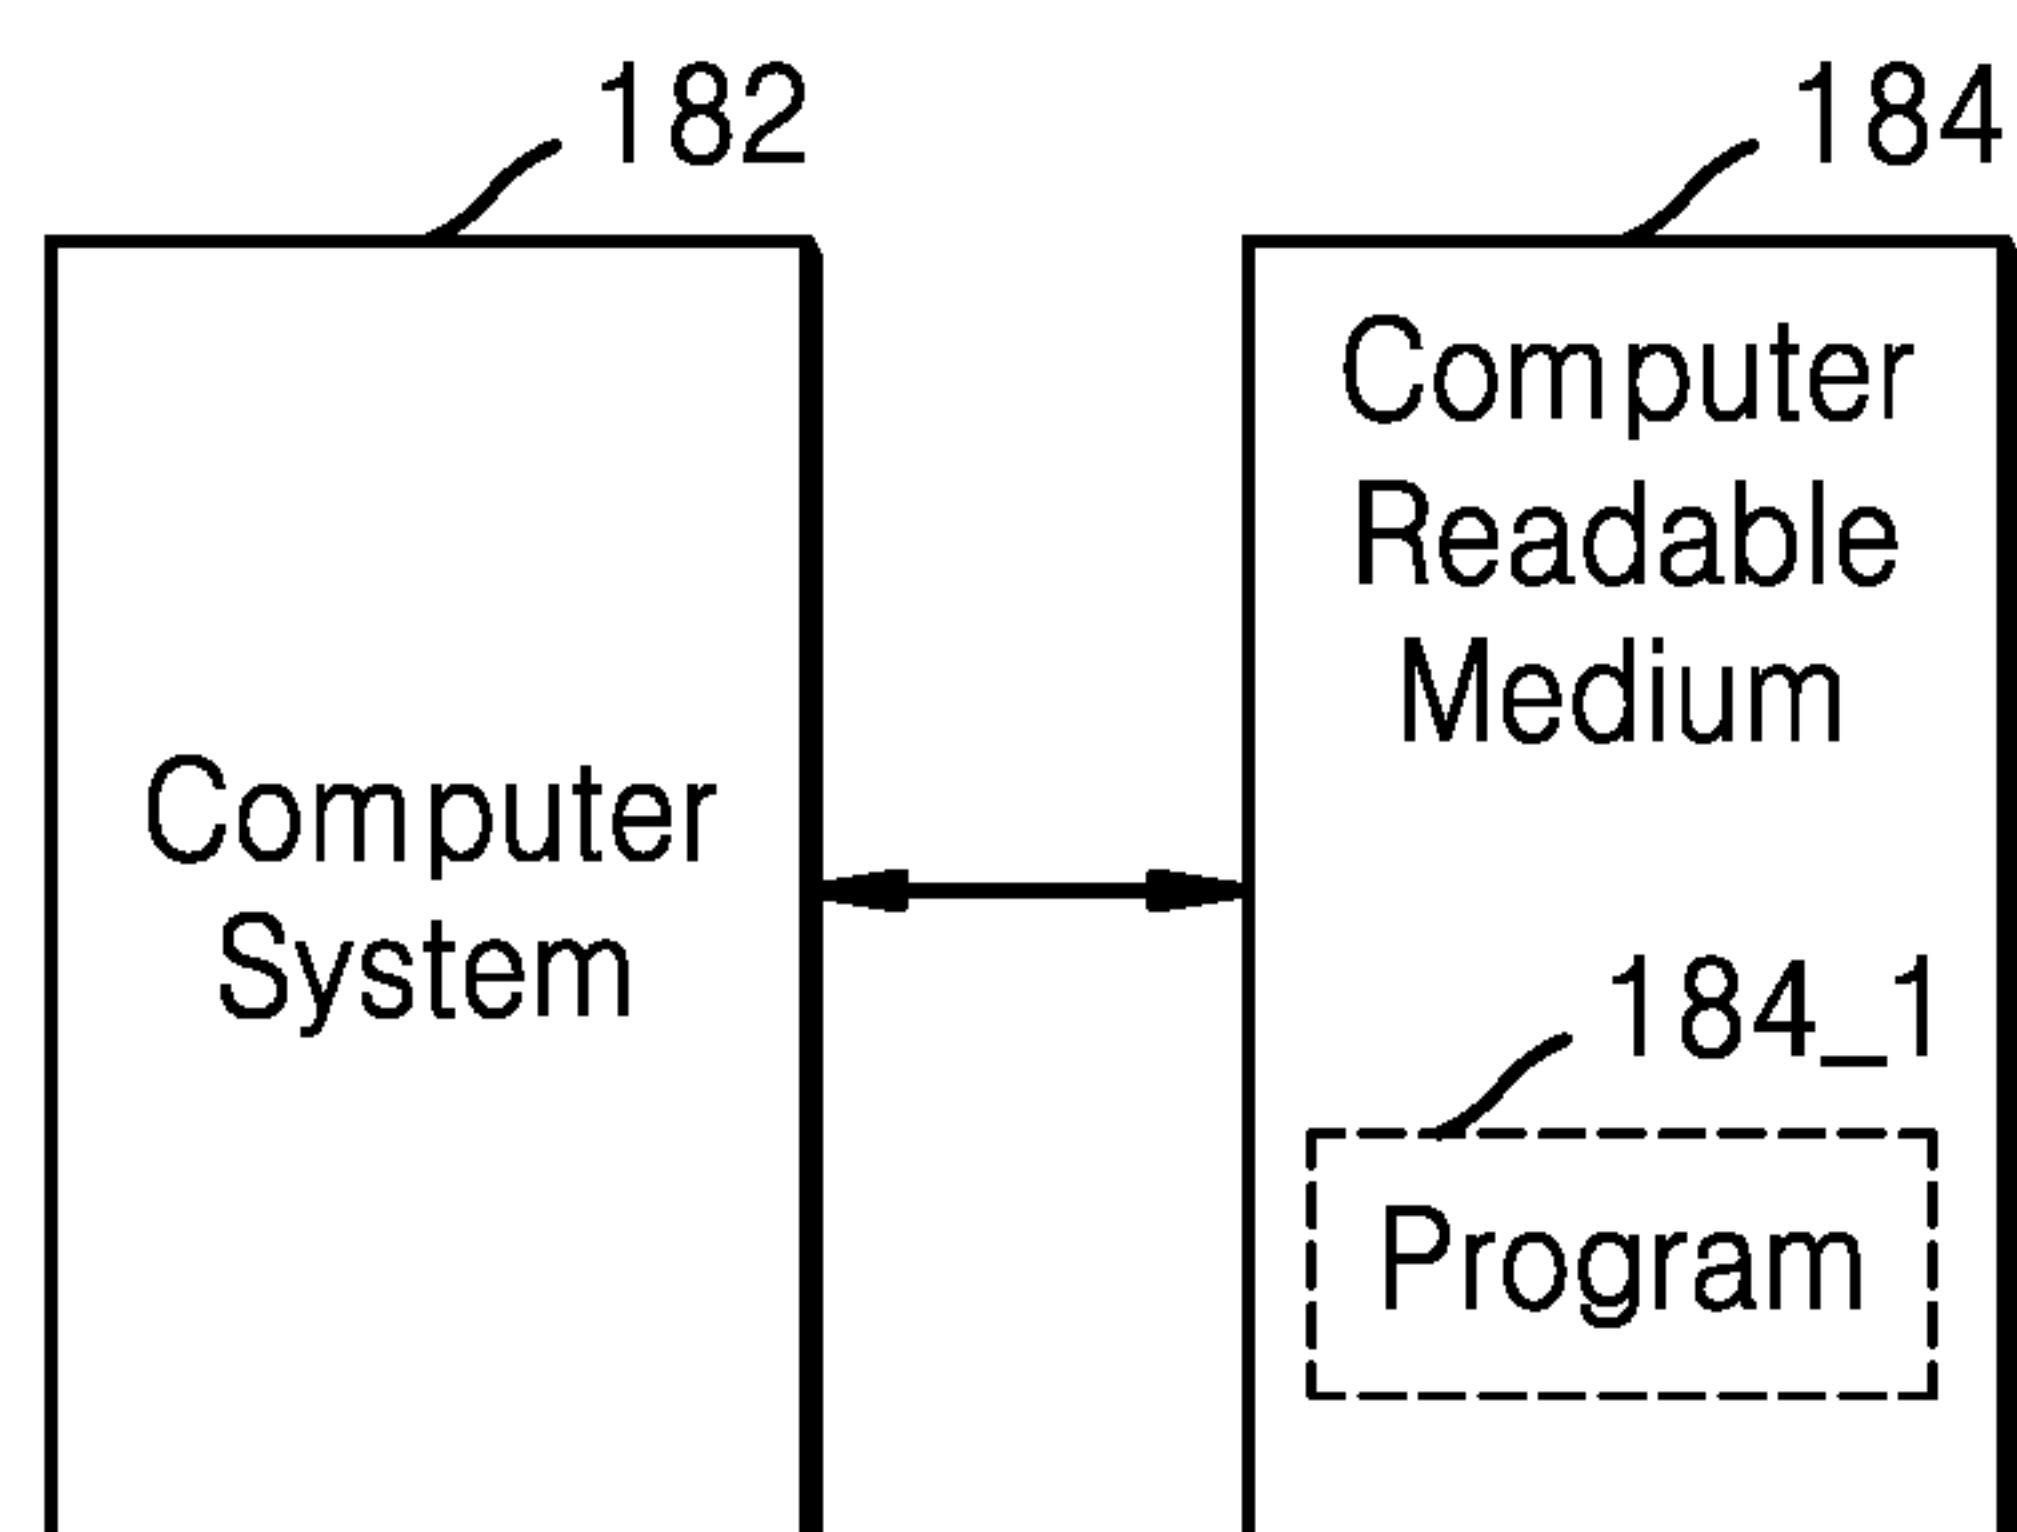 182
184
Computer
System
Computer
Readable
Medium
184_1
Program